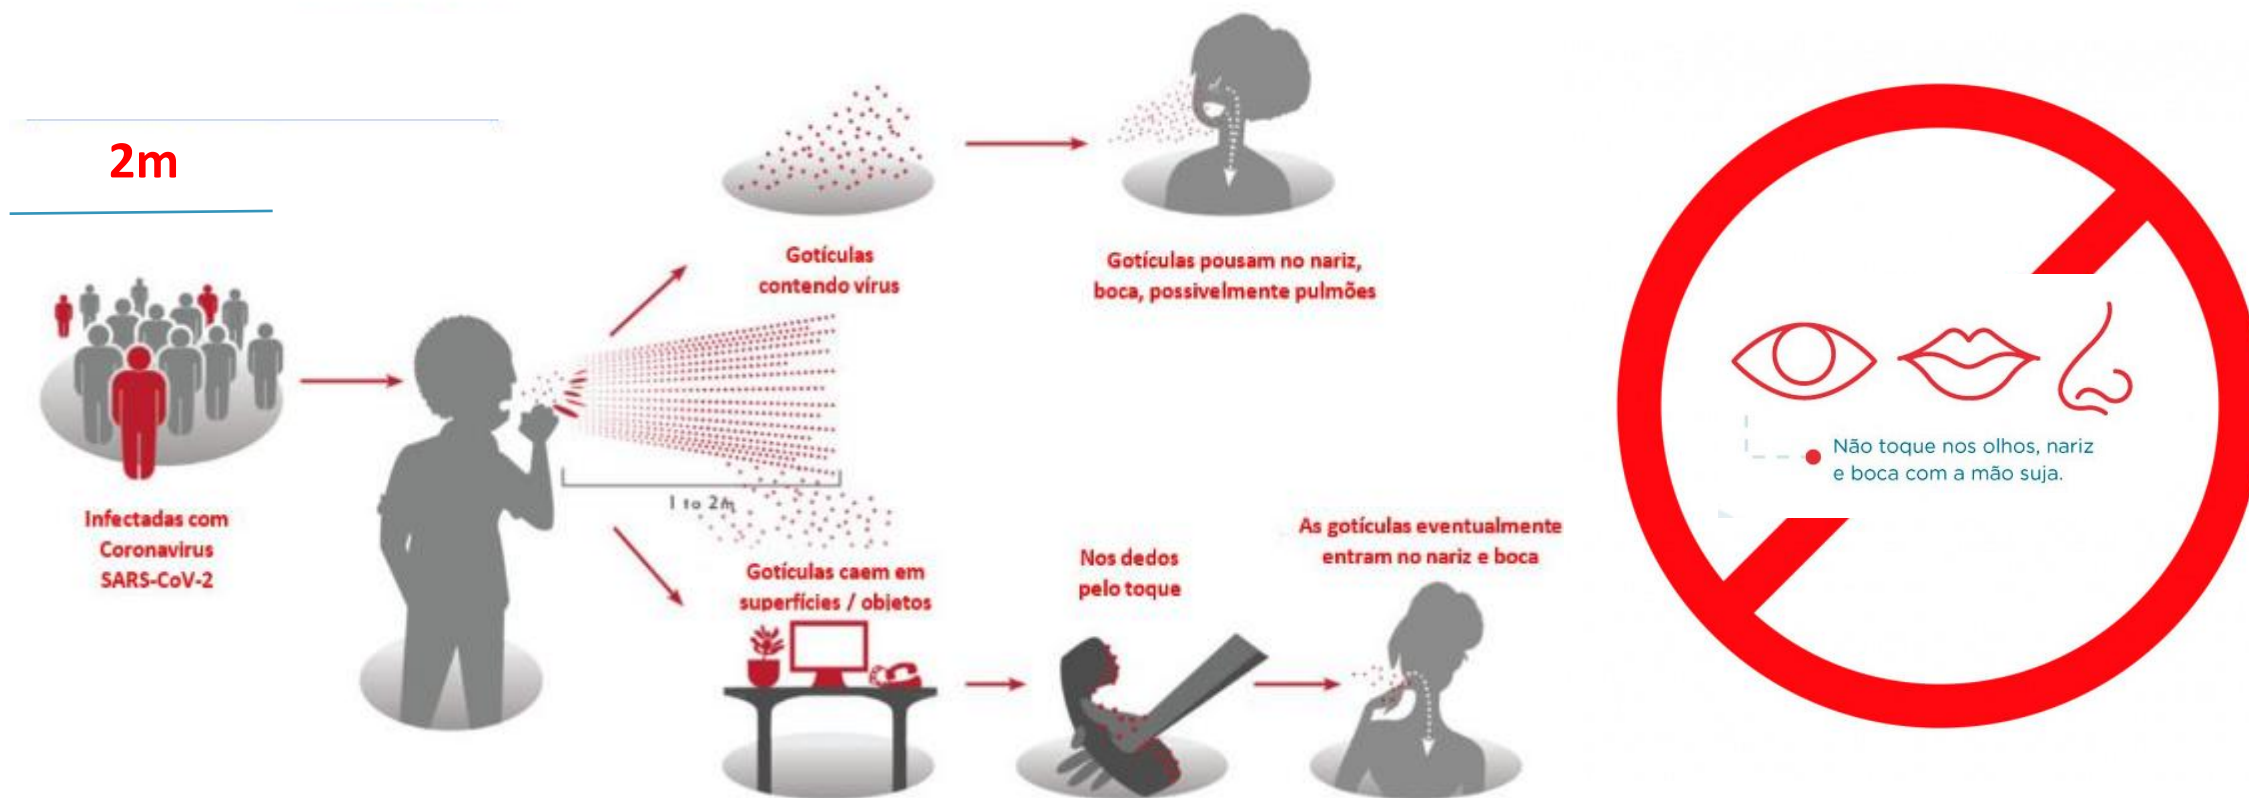 2m
Infectadas com
Coronavirus
SARS-CoV-2
Gotículas
contendo vírus
Gotículas pousam no nariz,
boca, possivelmente pulmões
1 to 2m
Gotículas caem em
superfícies / objetos
Nos dedos
pelo toque
As gotículas eventualmente
entram no nariz e boca
Não toque nos olhos, nariz
e boca com a mão suja.